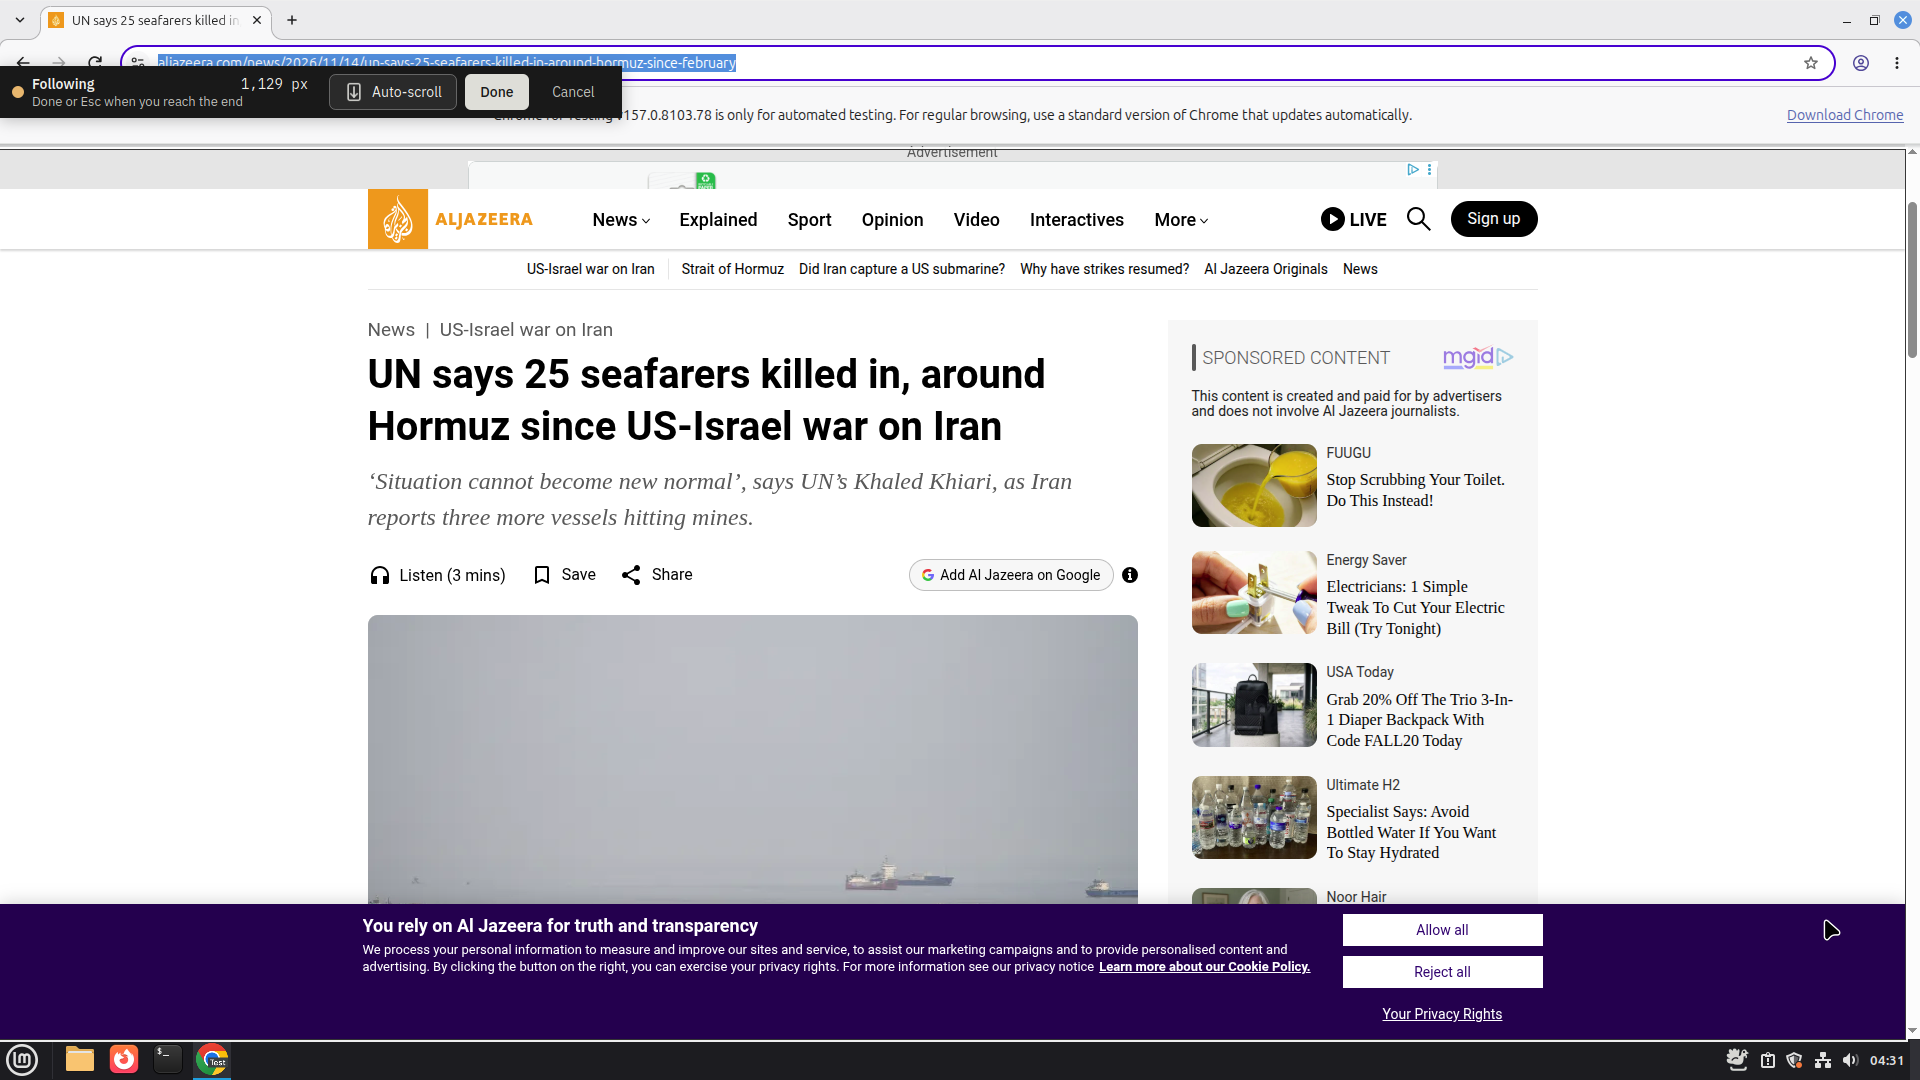 UN says 25 seafarers killed in
aljazeera.com/news/2026/11/14/un-says-25-seafarers-killed-in-around-hormuz-since-february
Following
1,129 px
Done or Esc when you reach the end
Auto-scroll
Done
Cancel
Chrome for Testing v157.0.8103.78 is only for automated testing. For regular browsing, use a standard version of Chrome that updates automatically.
Download Chrome
Advertisement
ALJAZEERA
News
Explained
Sport
Opinion
Video
Interactives
More
LIVE
Sign up
US-Israel war on Iran
Strait of Hormuz
Did Iran capture a US submarine?
Why have strikes resumed?
Al Jazeera Originals
News
News | US-Israel war on Iran
UN says 25 seafarers killed in, around
Hormuz since US-Israel war on Iran
‘Situation cannot become new normal’, says UN’s Khaled Khiari, as Iran
reports three more vessels hitting mines.
Listen (3 mins)
Save
Share
Add Al Jazeera on Google
SPONSORED CONTENT
mgid
This content is created and paid for by advertisers
and does not involve Al Jazeera journalists.
FUUGU
Stop Scrubbing Your Toilet.
Do This Instead!
Energy Saver
Electricians: 1 Simple
Tweak To Cut Your Electric
Bill (Try Tonight)
USA Today
Grab 20% Off The Trio 3-In-
1 Diaper Backpack With
Code FALL20 Today
Ultimate H2
Specialist Says: Avoid
Bottled Water If You Want
To Stay Hydrated
Noor Hair
You rely on Al Jazeera for truth and transparency
We process your personal information to measure and improve our sites and service, to assist our marketing campaigns and to provide personalised content and
advertising. By clicking the button on the right, you can exercise your privacy rights. For more information see our privacy notice Learn more about our Cookie Policy.
Allow all
Reject all
Your Privacy Rights
Test
04:31